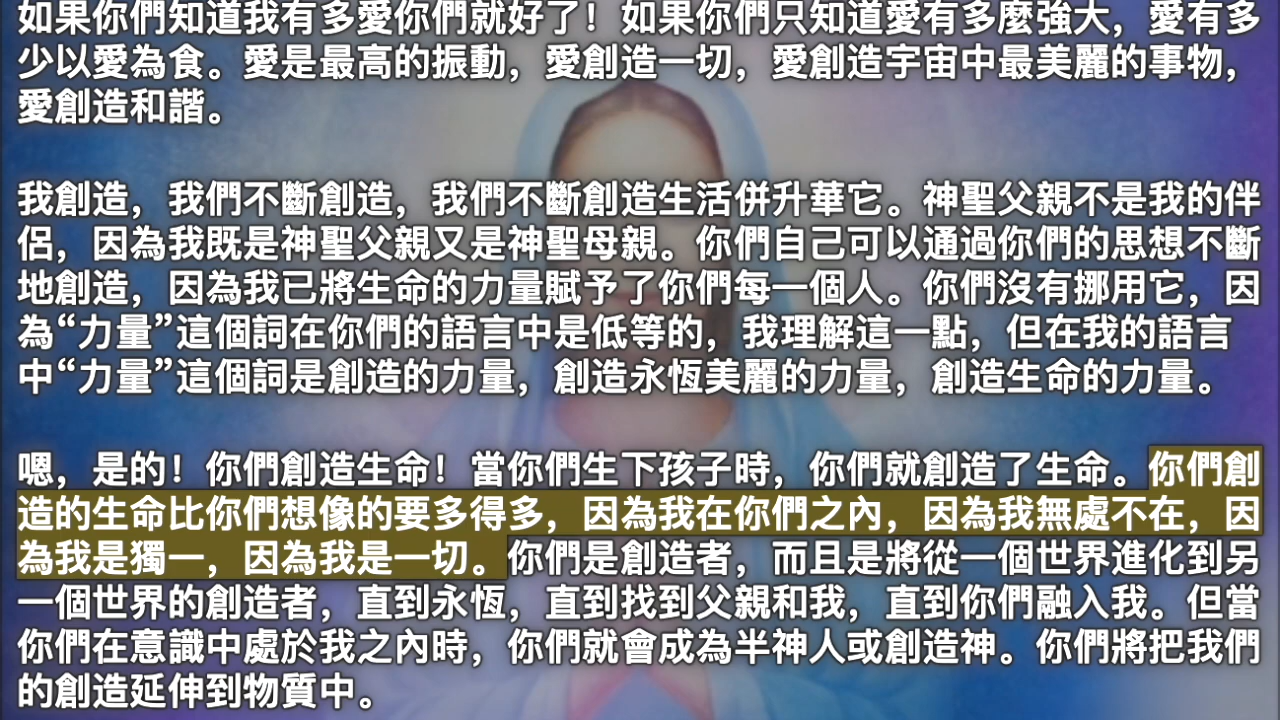 如果你們知道我有多愛你們就好了！如果你們只知道愛有多麼強大，愛有多
少以愛為食。愛是最高的振動，愛創造一切，愛創造宇宙中最美麗的事物，
愛創造和諧。
我創造，我們不斷創造，我們不斷創造生活併升華它。神聖父親不是我的伴
侶，因為我既是神聖父親又是神聖母親。你們自己可以通過你們的思想不斷
地創造，因為我已將生命的力量賦予了你們每一個人。你們沒有挪用它，因
為“力量”這個詞在你們的語言中是低等的，我理解這一點，但在我的語言
中“力量”這個詞是創造的力量，創造永恆美麗的力量，創造生命的力量。
嗯，是的！你們創造生命！當你們生下孩子時，你們就創造了生命。你們創
造的生命比你們想像的要多得多，因為我在你們之內，因為我無處不在，因
為我是獨一，因為我是一切。你們是創造者，而且是將從一個世界進化到另
一個世界的創造者，直到永恆，直到找到父親和我，直到你們融入我。但當
你們在意識中處於我之內時，你們就會成為半神人或創造神。你們將把我們
的創造延伸到物質中。